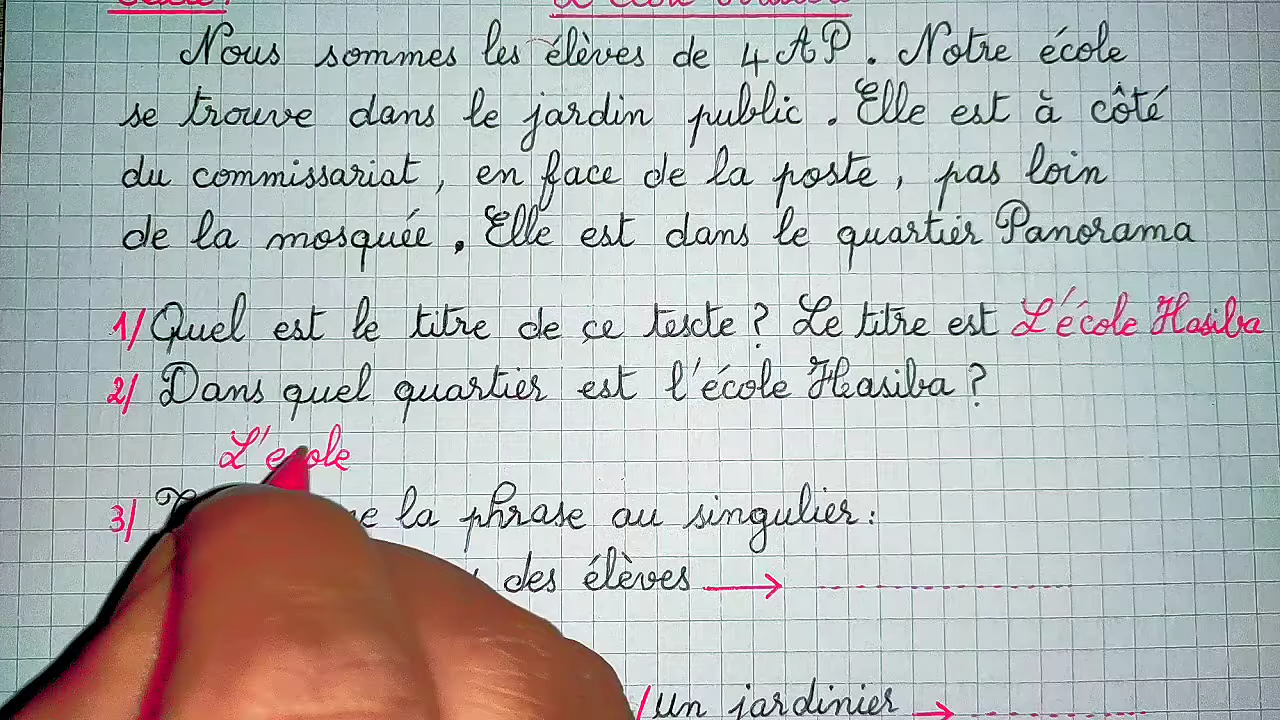 Nous sommes les élèves de 4 AP. Notre école
se trouve dans le jardin public. Elle est à côté
du commissariat, en face de la poste, pas loin
de la mosquée. Elle est dans le quartier Panorama
1/ Quel est le titre de ce texte ? Le titre est L'école Hasiba
2/ Dans quel quartier est l'école Hasiba ?
L'école
3/ la phrase au singulier :
des élèves → ..........
/ un jardinier → ..........